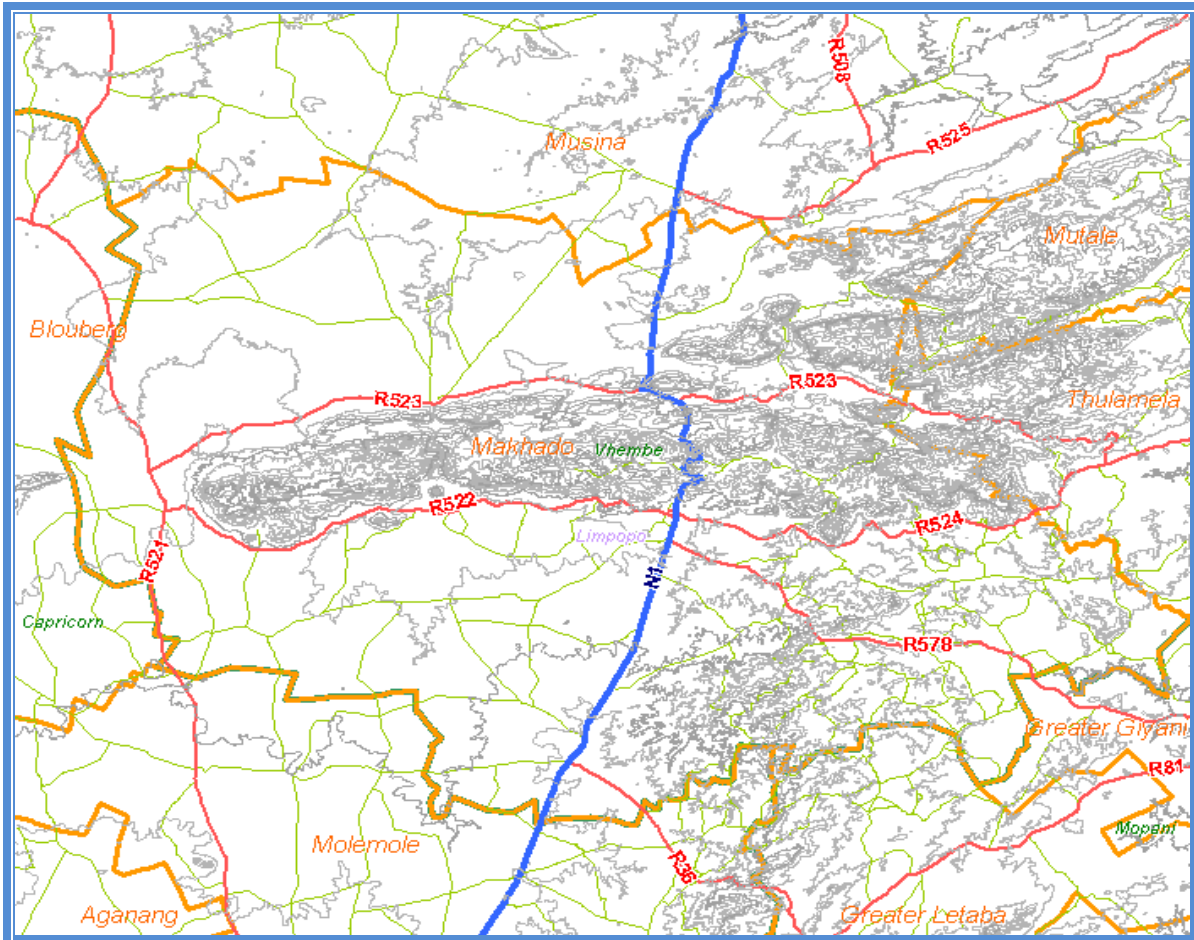 R508
R525
Musina
Mutale
Blouberg
R523
R523
Thulamela
Makhado
Vhembe
R522
R524
Limpopo
R521
N1
Capricorn
R578
Greater Giyani
R81
Mopani
Molemole
R36
Aganang
Greater Letaba